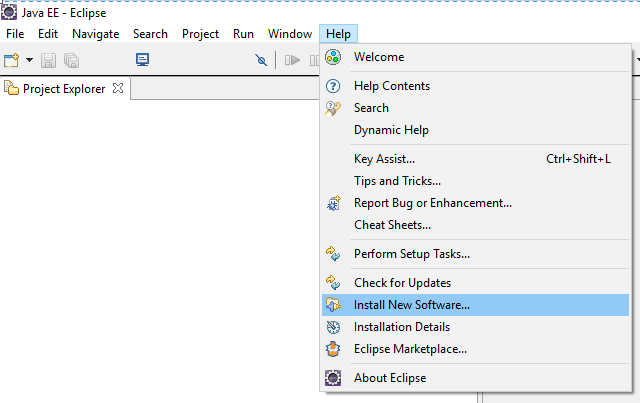 Java EE - Eclipse
File Edit Navigate Search Project Run Window Help
Project Explorer
Welcome
Help Contents
Search
Dynamic Help
Key Assist... Ctrl+Shift+L
Tips and Tricks...
Report Bug or Enhancement...
Cheat Sheets...
Perform Setup Tasks...
Check for Updates
Install New Software...
Installation Details
Eclipse Marketplace...
About Eclipse